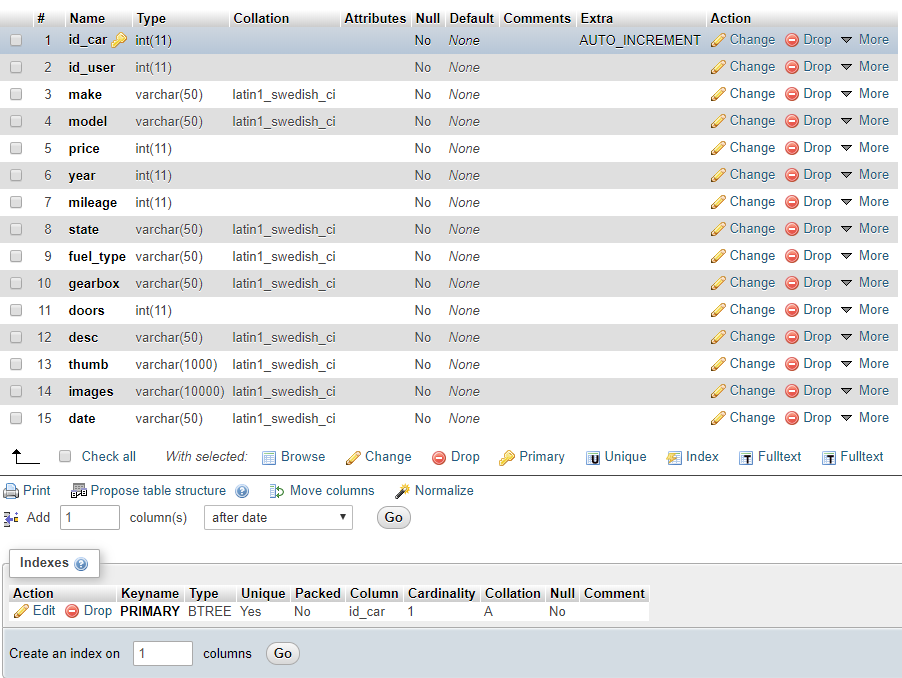 # Name Type Collation Attributes Null Default Comments Extra Action
1 id_car int(11) No None AUTO_INCREMENT Change Drop More
2 id_user int(11) No None Change Drop More
3 make varchar(50) latin1_swedish_ci No None Change Drop More
4 model varchar(50) latin1_swedish_ci No None Change Drop More
5 price int(11) No None Change Drop More
6 year int(11) No None Change Drop More
7 mileage int(11) No None Change Drop More
8 state varchar(50) latin1_swedish_ci No None Change Drop More
9 fuel_type varchar(50) latin1_swedish_ci No None Change Drop More
10 gearbox varchar(50) latin1_swedish_ci No None Change Drop More
11 doors int(11) No None Change Drop More
12 desc varchar(50) latin1_swedish_ci No None Change Drop More
13 thumb varchar(1000) latin1_swedish_ci No None Change Drop More
14 images varchar(10000) latin1_swedish_ci No None Change Drop More
15 date varchar(50) latin1_swedish_ci No None Change Drop More
Check all With selected: Browse Change Drop Primary Unique Index Fulltext Fulltext
Print Propose table structure Move columns Normalize
Add 1 column(s) after date Go
Indexes
Action Keyname Type Unique Packed Column Cardinality Collation Null Comment
Edit Drop PRIMARY BTREE Yes No id_car 1 A No
Create an index on 1 columns Go